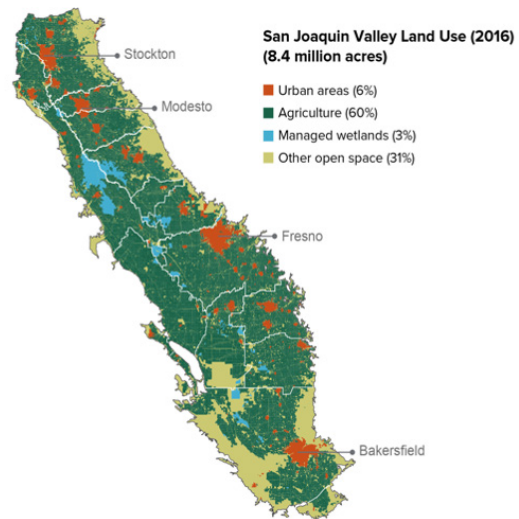 San Joaquin Valley Land Use (2016)
(8.4 million acres)
Stockton
Urban areas (6%)
Modesto
Agriculture (60%)
Managed wetlands (3%)
Other open space (31%)
Fresno
Bakersfield